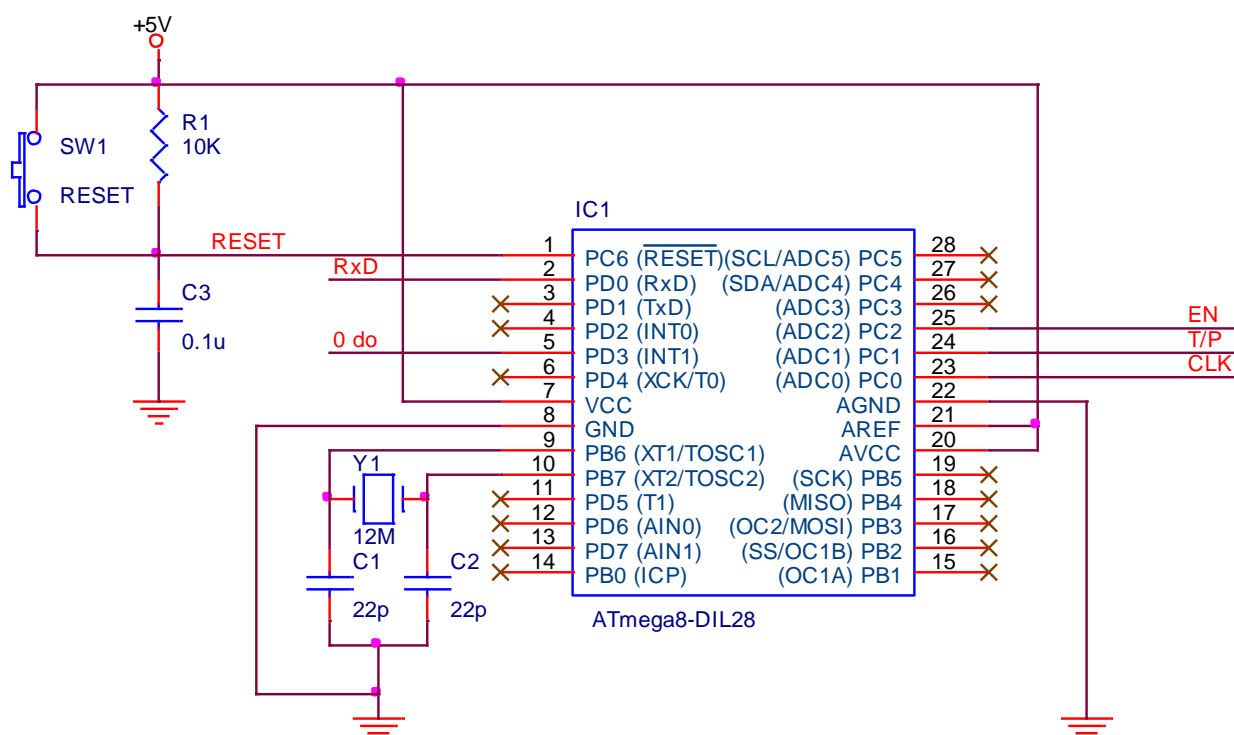 +5V
R1
10K
SW1
RESET
RESET
C3
0.1u
RxD
0 do
IC1
1 PC6 (RESET) (SCL/ADC5) PC5 28
2 PD0 (RxD) (SDA/ADC4) PC4 27
3 PD1 (TxD) (ADC3) PC3 26
4 PD2 (INT0) (ADC2) PC2 25 EN
5 PD3 (INT1) (ADC1) PC1 24 T/P
6 PD4 (XCK/T0) (ADC0) PC0 23 CLK
7 VCC AGND 22
8 GND AREF 21
9 PB6 (XT1/TOSC1) AVCC 20
10 PB7 (XT2/TOSC2) (SCK) PB5 19
11 PD5 (T1) (MISO) PB4 18
12 PD6 (AIN0) (OC2/MOSI) PB3 17
13 PD7 (AIN1) (SS/OC1B) PB2 16
14 PB0 (ICP) (OC1A) PB1 15
ATmega8-DIL28
Y1
12M
C1
22p
C2
22p